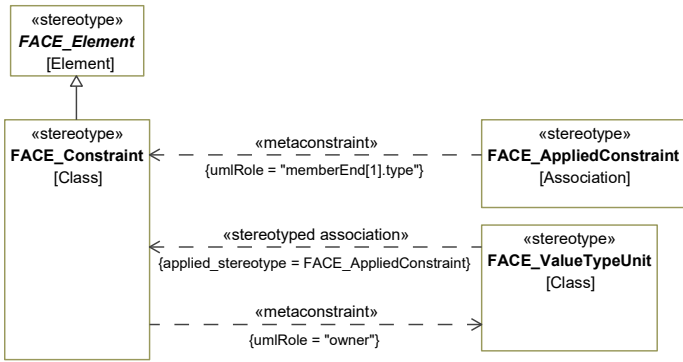 «stereotype»
FACE_Element
[Element]
«stereotype»
FACE_Constraint
[Class]
«metaconstraint»
{umlRole = "memberEnd[1].type"}
«stereotype»
FACE_AppliedConstraint
[Association]
«stereotyped association»
{applied_stereotype = FACE_AppliedConstraint}
«stereotype»
FACE_ValueTypeUnit
[Class]
«metaconstraint»
{umlRole = "owner"}